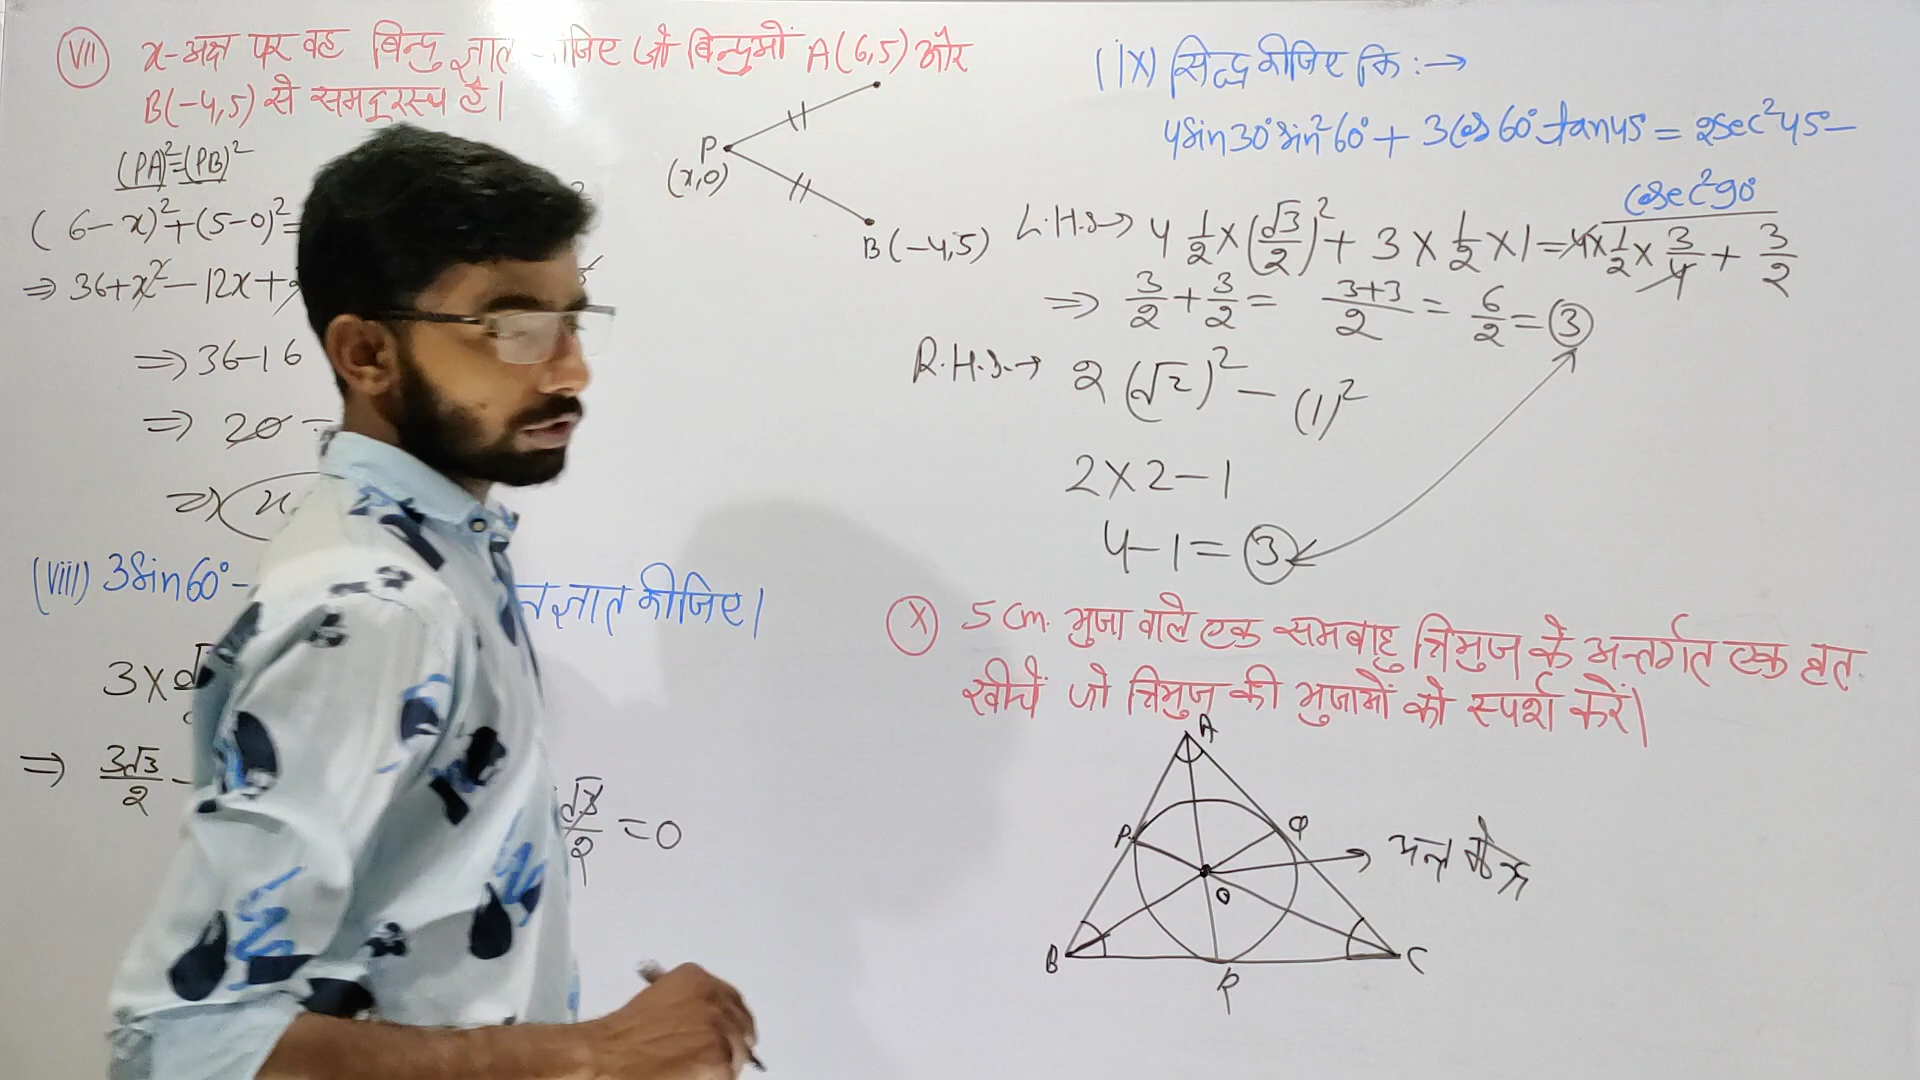 (VII) x-अक्ष पर वह बिन्दु ज्ञात जिए जो बिन्दुओं A(6,5) और
B(-4,5) से समदूरस्थ है।
(PA)²=(PB)²
(6-x)²+(5-0)²=
⇒ 36+x²-12x+
⇒ 36-16
⇒ 20
⇒
P
(x,0)
B(-4,5)
(VIII) 3Sin60°-
ज्ञात कीजिए।
3×
⇒ 3√3/2 -
√3/2 =0
(IX) सिद्ध कीजिए कि :→
4Sin30°Sin²60°+3Cos60° tan45°=2Sec²45°-
Cosec²90°
L.H.S→ 4 1/2×(√3/2)²+3×1/2×1=4×1/2×3/4+3/2
⇒ 3/2+3/2= 3+3/2=6/2=3
R.H.S.→ 2(√2)²-(1)²
2×2-1
4-1=3
(X) 5 Cm. भुजा वाले एक समबाहु त्रिभुज के अन्तर्गत एक वृत
खींचें जो त्रिभुज की भुजाओं को स्पर्श करें।
A
P
Q
O
B
C
R